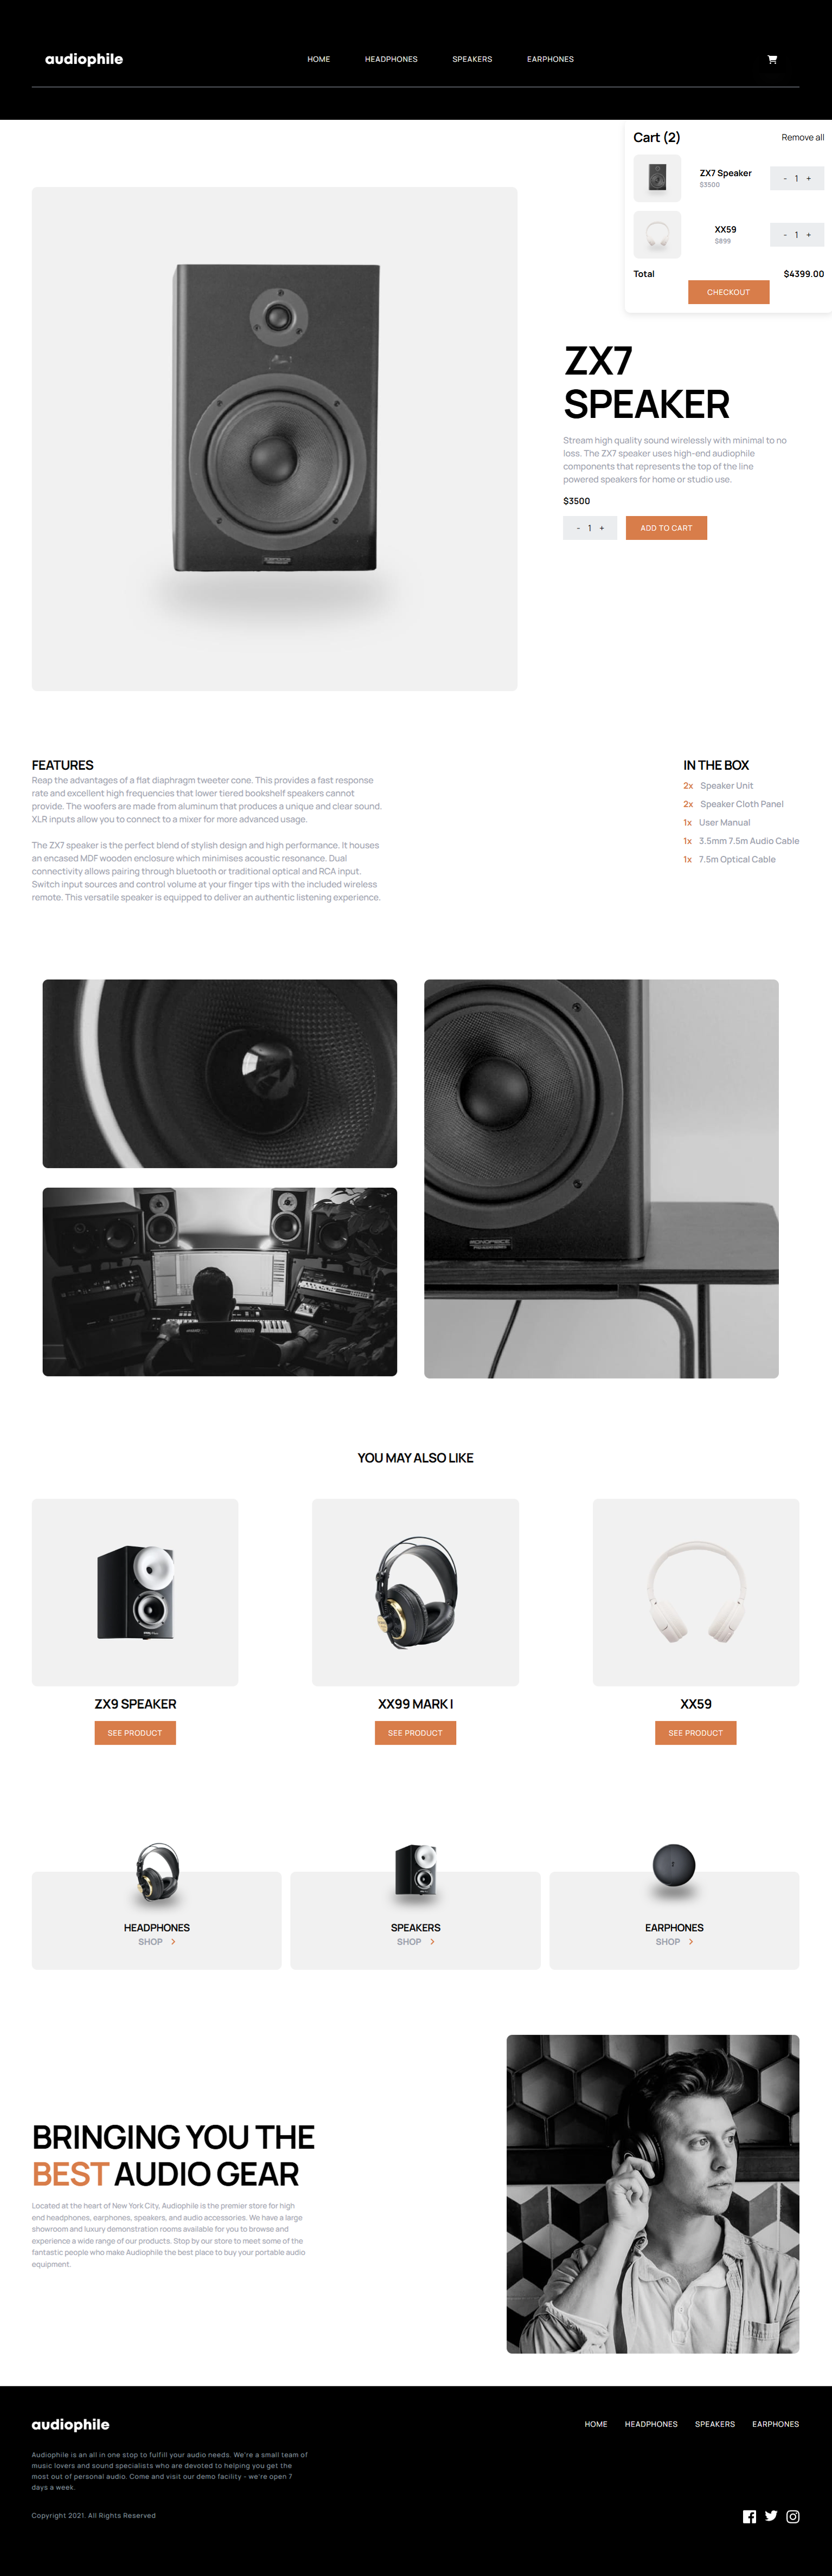 audiophile
HOME HEADPHONES SPEAKERS EARPHONES
Cart (2) Remove all
ZX7 Speaker
$3500
- 1 +
XX59
$899
- 1 +
Total $4399.00
CHECKOUT
ZX7
SPEAKER
Stream high quality sound wirelessly with minimal to no
loss. The ZX7 speaker uses high-end audiophile
components that represents the top of the line
powered speakers for home or studio use.
$3500
- 1 + ADD TO CART
FEATURES
Reap the advantages of a flat diaphragm tweeter cone. This provides a fast response
rate and excellent high frequencies that lower tiered bookshelf speakers cannot
provide. The woofers are made from aluminum that produces a unique and clear sound.
XLR inputs allow you to connect to a mixer for more advanced usage.
The ZX7 speaker is the perfect blend of stylish design and high performance. It houses
an encased MDF wooden enclosure which minimises acoustic resonance. Dual
connectivity allows pairing through bluetooth or traditional optical and RCA input.
Switch input sources and control volume at your finger tips with the included wireless
remote. This versatile speaker is equipped to deliver an authentic listening experience.
IN THE BOX
2x Speaker Unit
2x Speaker Cloth Panel
1x User Manual
1x 3.5mm 7.5m Audio Cable
1x 7.5m Optical Cable
MONOPRICE
YOU MAY ALSO LIKE
ZX9 SPEAKER
SEE PRODUCT
XX99 MARK I
SEE PRODUCT
XX59
SEE PRODUCT
HEADPHONES
SHOP
SPEAKERS
SHOP
EARPHONES
SHOP
BRINGING YOU THE
BEST AUDIO GEAR
Located at the heart of New York City, Audiophile is the premier store for high
end headphones, earphones, speakers, and audio accessories. We have a large
showroom and luxury demonstration rooms available for you to browse and
experience a wide range of our products. Stop by our store to meet some of the
fantastic people who make Audiophile the best place to buy your portable audio
equipment.
audiophile
HOME HEADPHONES SPEAKERS EARPHONES
Audiophile is an all in one stop to fulfill your audio needs. We're a small team of
music lovers and sound specialists who are devoted to helping you get the
most out of personal audio. Come and visit our demo facility - we're open 7
days a week.
Copyright 2021. All Rights Reserved